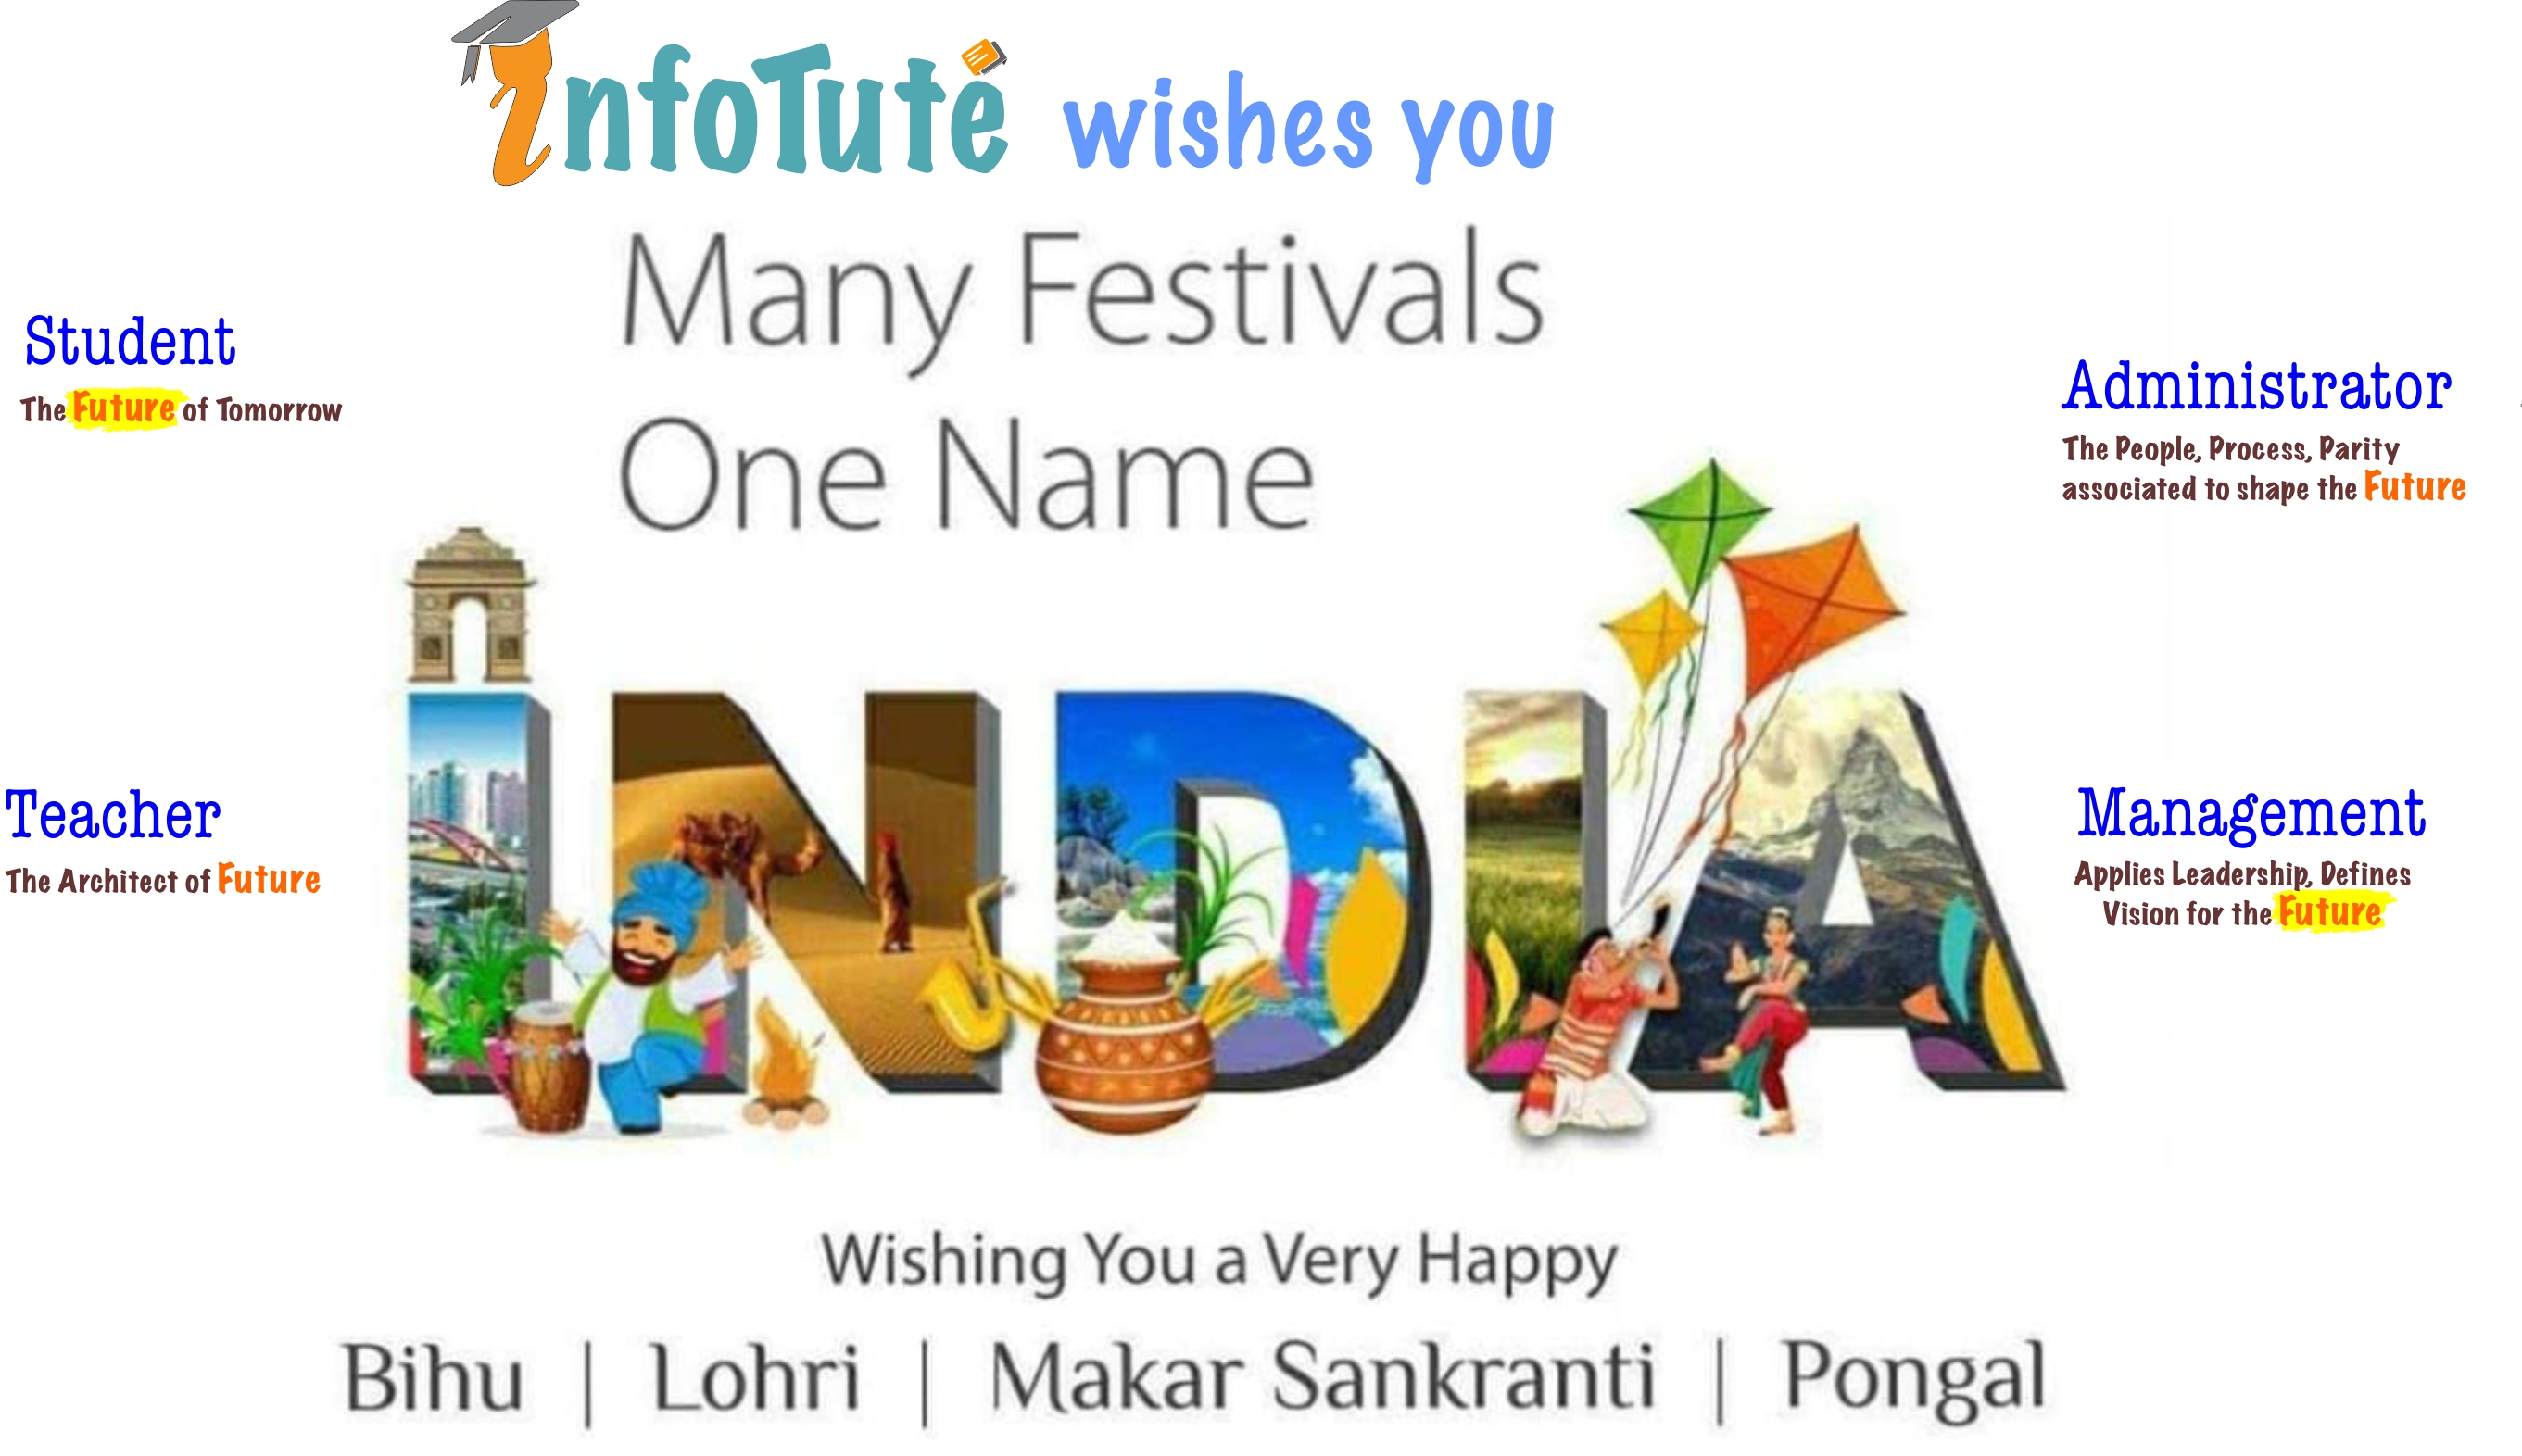 InfoTute wishes you
Many Festivals
One Name
Student
The Future of Tomorrow
Administrator
The People, Process, Parity
associated to shape the Future
INDIA
Teacher
The Architect of Future
Management
Applies Leadership, Defines
Vision for the Future
Wishing You a Very Happy
Bihu | Lohri | Makar Sankranti | Pongal